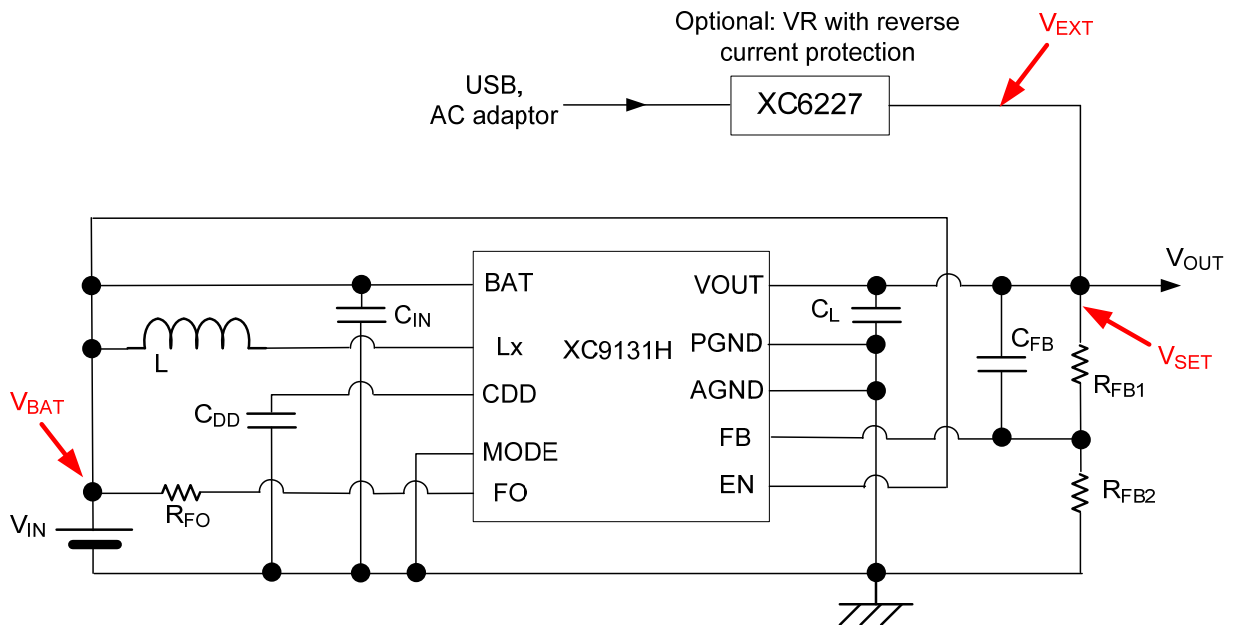 Optional: VR with reverse
current protection
VEXT
USB,
AC adaptor
XC6227
BAT
VOUT
VOUT
CIN
CL
L
Lx
XC9131H
PGND
CFB
VSET
VBAT
CDD
CDD
AGND
RFB1
MODE
FB
FO
EN
RFO
RFB2
VIN